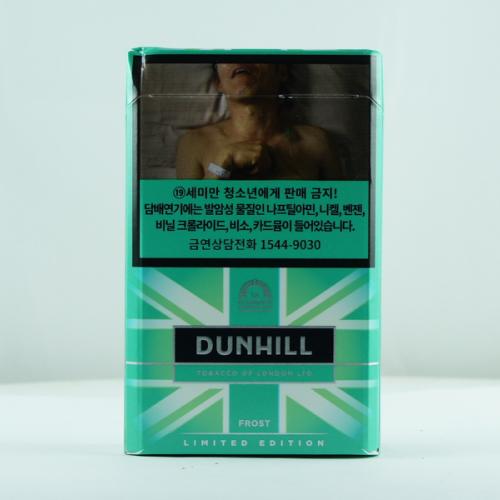 ⑲세미만 청소년에게 판매 금지!
담배연기에는 발암성 물질인 나프틸아민, 니켈, 벤젠,
비닐 크롤라이드, 비소, 카드뮴이 들어있습니다.
금연상담전화 1544-9030
DUNHILL
TOBACCO OF LONDON LTD.
FROST
LIMITED EDITION